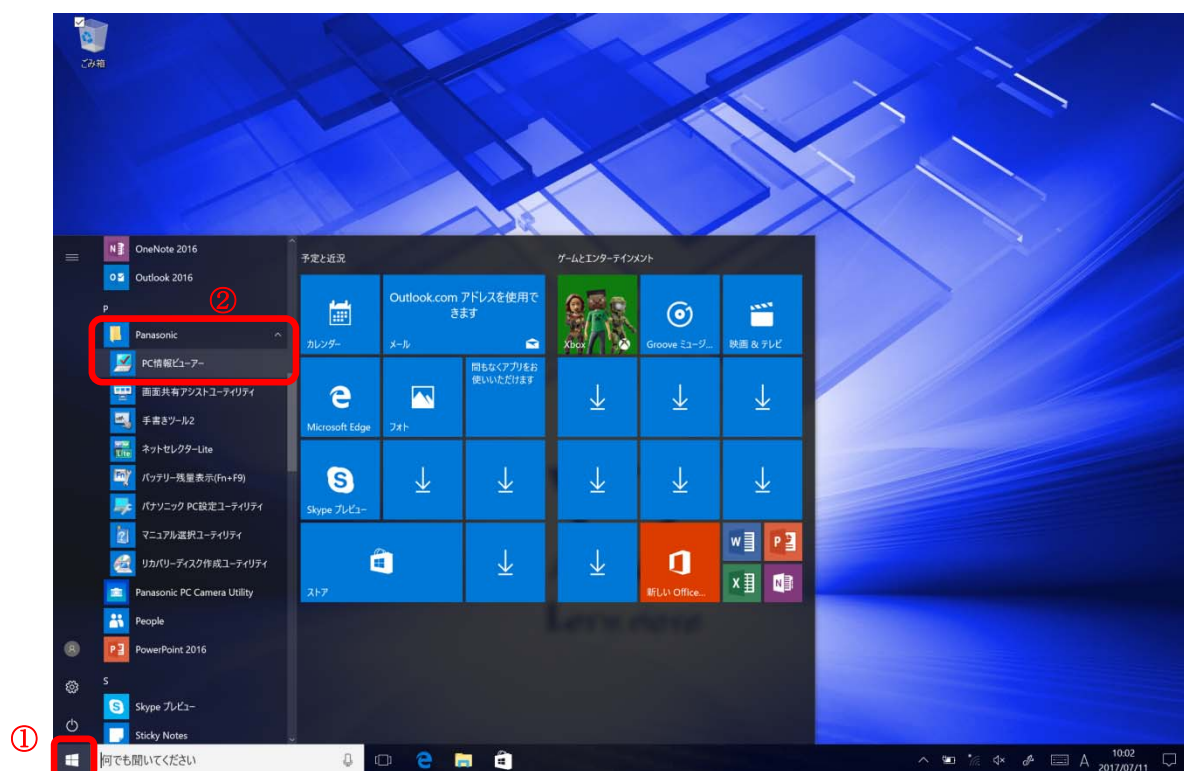 ごみ箱
OneNote 2016
Outlook 2016
②
P
Panasonic
PC情報ビューアー
画面共有アシストユーティリティ
手書きツール2
ネットセレクターLite
バッテリー残量表示(Fn+F9)
パナソニック PC設定ユーティリティ
マニュアル選択ユーティリティ
リカバリーディスク作成ユーティリティ
Panasonic PC Camera Utility
People
PowerPoint 2016
S
Skype プレビュー
Sticky Notes
予定と近況
カレンダー
Outlook.com アドレスを使用で
きます
メール
Microsoft Edge
フォト
間もなくアプリをお
使いいただけます
Skype プレビュー
ストア
ゲームとエンターテインメント
Xbox
Groove ミュージ...
映画 & テレビ
新しい Office...
①
何でも聞いてください
A
10:02
2017/07/11